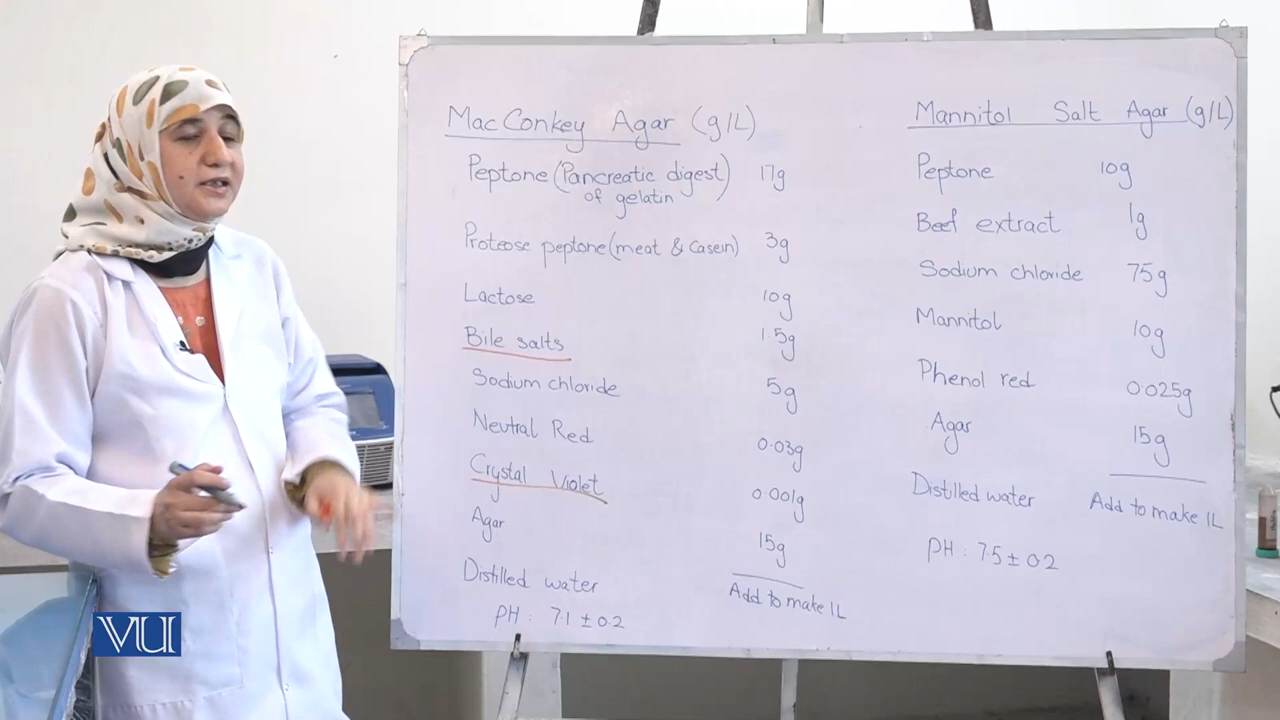 MacConkey Agar (g/L)
Peptone (Pancreatic digest of gelatin) 17g
Proteose peptone (meat & casein) 3g
Lactose 10g
Bile salts 1.5g
Sodium chloride 5g
Neutral Red 0.03g
Crystal Violet 0.001g
Agar 15g
Distilled water Add to make 1L
PH : 7.1 ± 0.2
Mannitol Salt Agar (g/L)
Peptone 10g
Beef extract 1g
Sodium chloride 75g
Mannitol 10g
Phenol red 0.025g
Agar 15g
Distilled water Add to make 1L
PH : 7.5 ± 0.2
VU